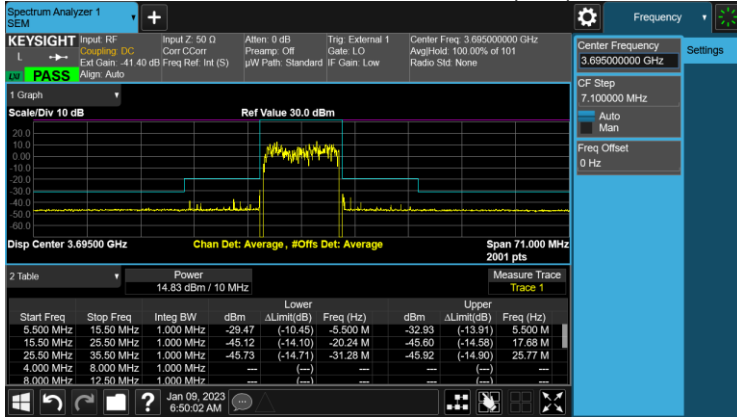 Spectrum Analyzer 1
SEM
Frequency
KEYSIGHT
L
LXI PASS
Input: RF
Coupling: DC
Ext Gain: -41.40 dB
Align: Auto
Input Z: 50 Ω
Corr CCorr
Freq Ref: Int (S)
Atten: 0 dB
Preamp: Off
µW Path: Standard
Trig: External 1
Gate: LO
IF Gain: Low
Center Freq: 3.695000000 GHz
Avg|Hold: 100.00% of 101
Radio Std: None
Center Frequency
3.695000000 GHz
Settings
CF Step
7.100000 MHz
Auto
Man
Freq Offset
0 Hz
1 Graph
Scale/Div 10 dB
Ref Value 30.0 dBm
20.0
10.0
0.00
-10.0
-20.0
-30.0
-40.0
-50.0
-60.0
Disp Center 3.69500 GHz
Chan Det: Average , #Offs Det: Average
Span 71.000 MHz
2001 pts
2 Table
Power
14.83 dBm / 10 MHz
Measure Trace
Trace 1
Lower Upper
Start Freq Stop Freq Integ BW dBm ΔLimit(dB) Freq (Hz) dBm ΔLimit(dB) Freq (Hz)
5.500 MHz 15.50 MHz 1.000 MHz -29.47 (-10.45) -5.500 M -32.93 (-13.91) 5.500 M
15.50 MHz 25.50 MHz 1.000 MHz -45.12 (-14.10) -20.24 M -45.60 (-14.58) 17.68 M
25.50 MHz 35.50 MHz 1.000 MHz -45.73 (-14.71) -31.28 M -45.92 (-14.90) 25.77 M
4.000 MHz 8.000 MHz 1.000 MHz --- (---) --- (---)
8.000 MHz 12.50 MHz 1.000 MHz --- (---) --- (---)
?
Jan 09, 2023
6:50:02 AM